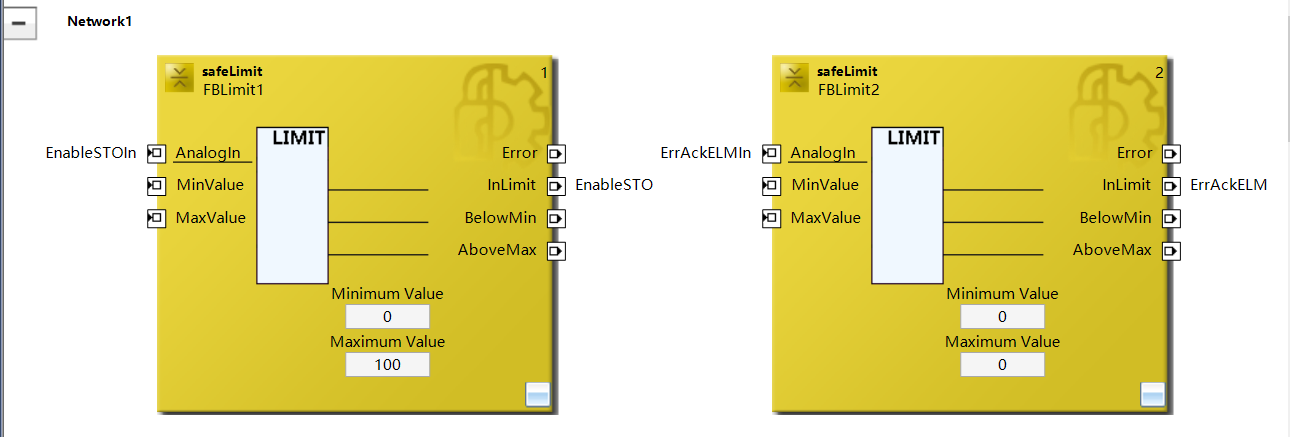 Network1
safeLimit
FBLimit1
1
LIMIT
EnableSTOIn
AnalogIn
Error
MinValue
InLimit
EnableSTO
MaxValue
BelowMin
AboveMax
Minimum Value
0
Maximum Value
100
safeLimit
FBLimit2
2
LIMIT
ErrAckELMIn
AnalogIn
Error
MinValue
InLimit
ErrAckELM
MaxValue
BelowMin
AboveMax
Minimum Value
0
Maximum Value
0